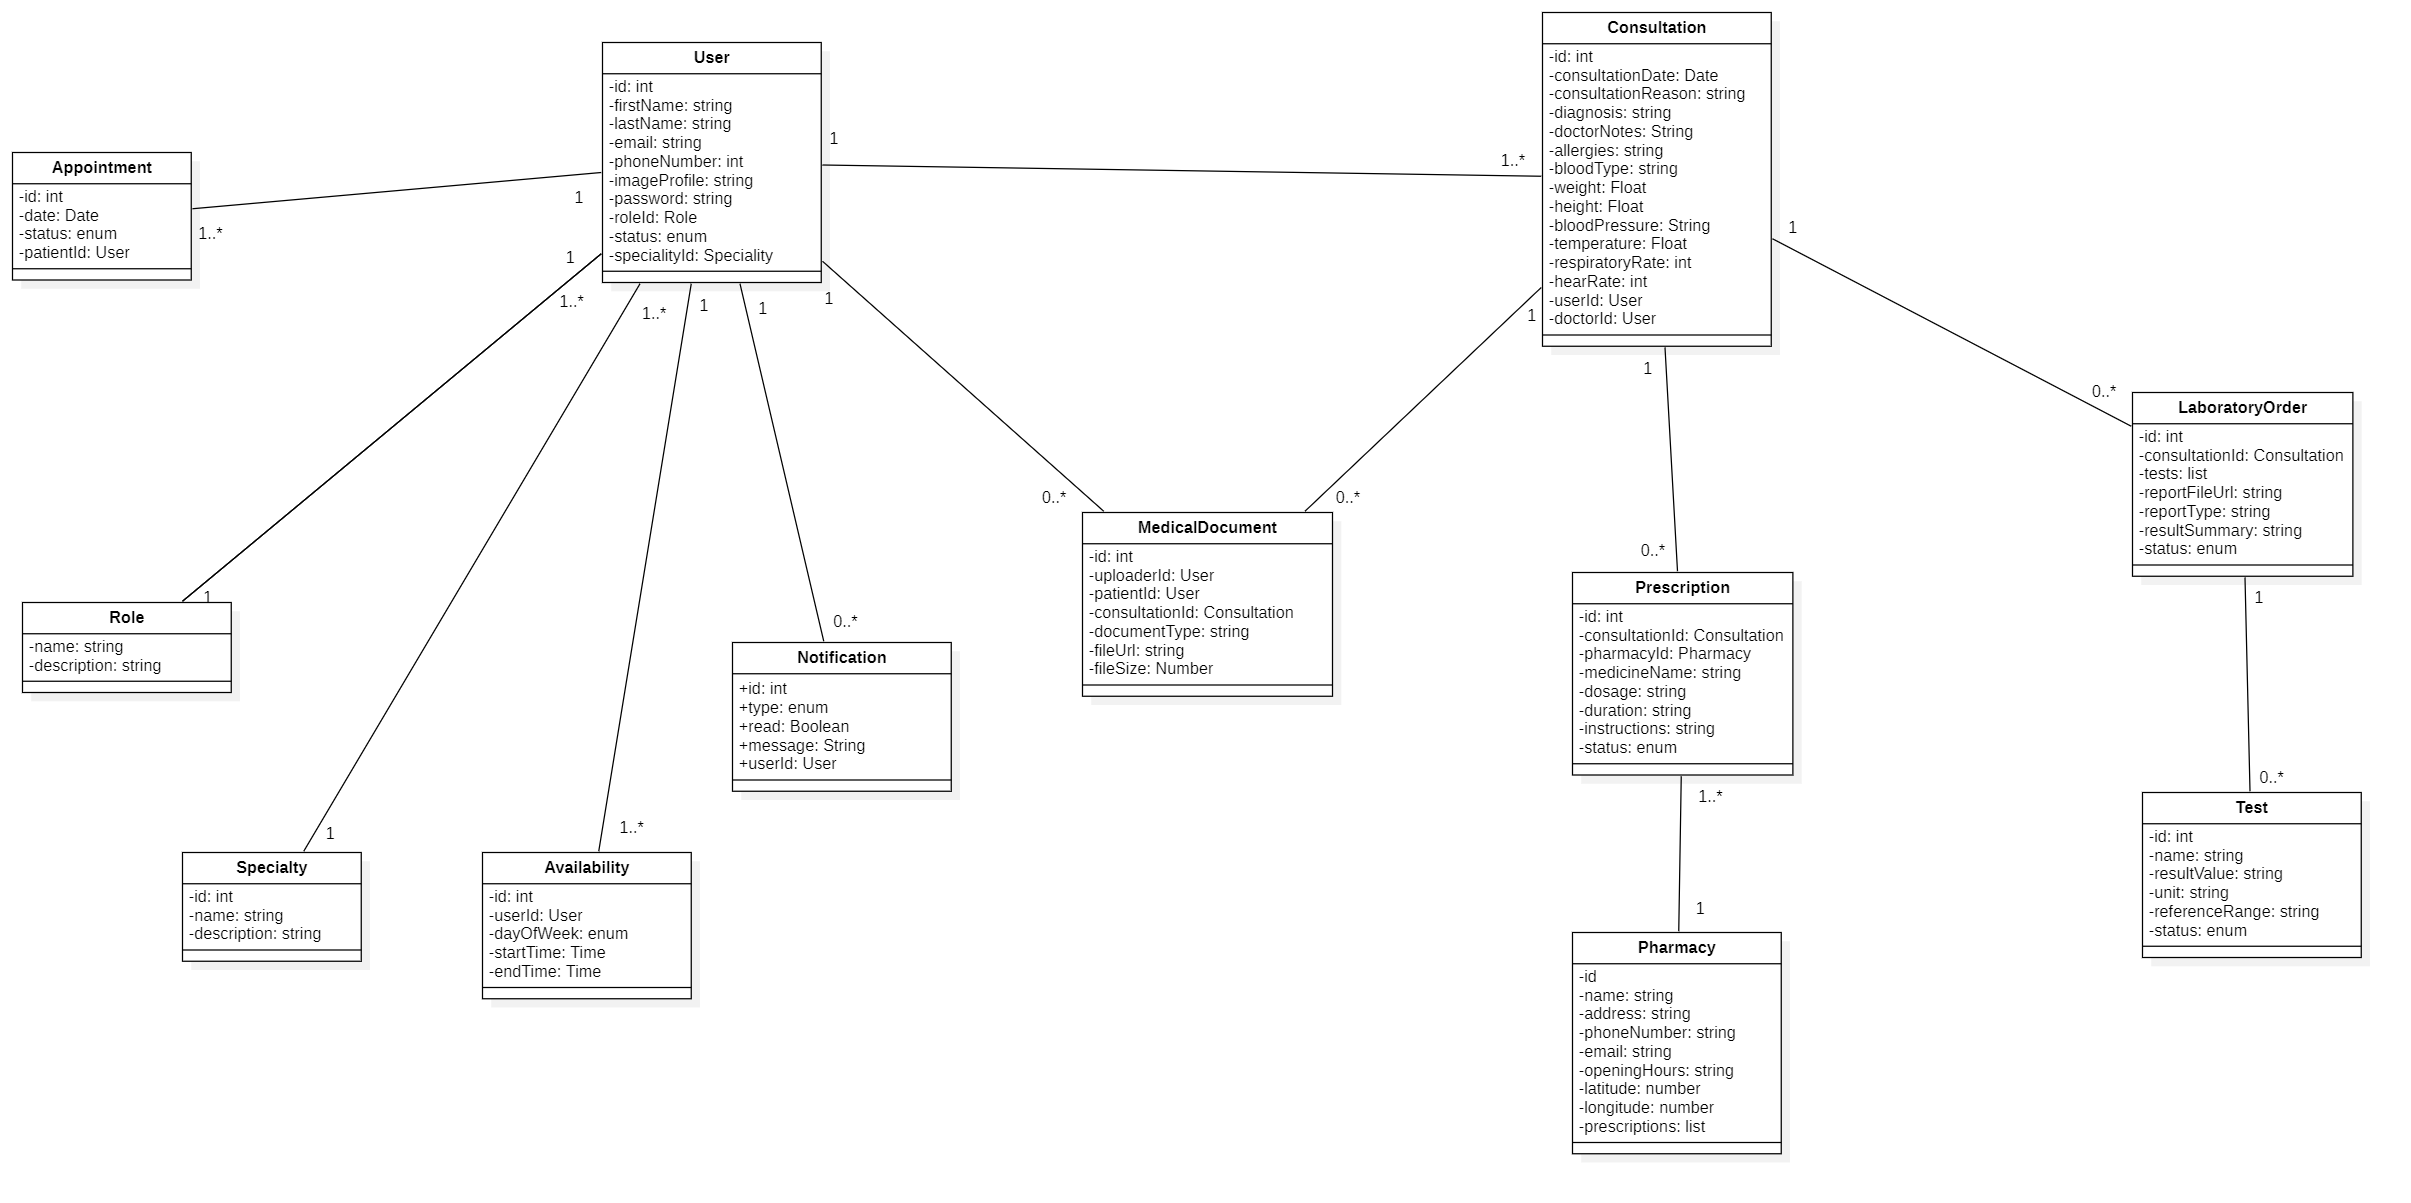 User
-id: int
-firstName: string
-lastName: string
-email: string
-phoneNumber: int
-imageProfile: string
-password: string
-roleId: Role
-status: enum
-specialityId: Speciality
Consultation
-id: int
-consultationDate: Date
-consultationReason: string
-diagnosis: string
-doctorNotes: String
-allergies: string
-bloodType: string
-weight: Float
-height: Float
-bloodPressure: String
-temperature: Float
-respiratoryRate: int
-hearRate: int
-userId: User
-doctorId: User
Appointment
-id: int
-date: Date
-status: enum
-patientId: User
1
1..*
1
1..*
1
1..*
1..*
1
1
1
1
1
1
1
0..*
0..*
0..*
0..*
LaboratoryOrder
-id: int
-consultationId: Consultation
-tests: list
-reportFileUrl: string
-reportType: string
-resultSummary: string
-status: enum
MedicalDocument
-id: int
-uploaderId: User
-patientId: User
-consultationId: Consultation
-documentType: string
-fileUrl: string
-fileSize: Number
Prescription
-id: int
-consultationId: Consultation
-pharmacyId: Pharmacy
-medicineName: string
-dosage: string
-duration: string
-instructions: string
-status: enum
1
Role
-name: string
-description: string
0..*
Notification
+id: int
+type: enum
+read: Boolean
+message: String
+userId: User
1
0..*
1..*
1
1
1..*
Test
-id: int
-name: string
-resultValue: string
-unit: string
-referenceRange: string
-status: enum
Specialty
-id: int
-name: string
-description: string
Availability
-id: int
-userId: User
-dayOfWeek: enum
-startTime: Time
-endTime: Time
Pharmacy
-id
-name: string
-address: string
-phoneNumber: string
-email: string
-openingHours: string
-latitude: number
-longitude: number
-prescriptions: list